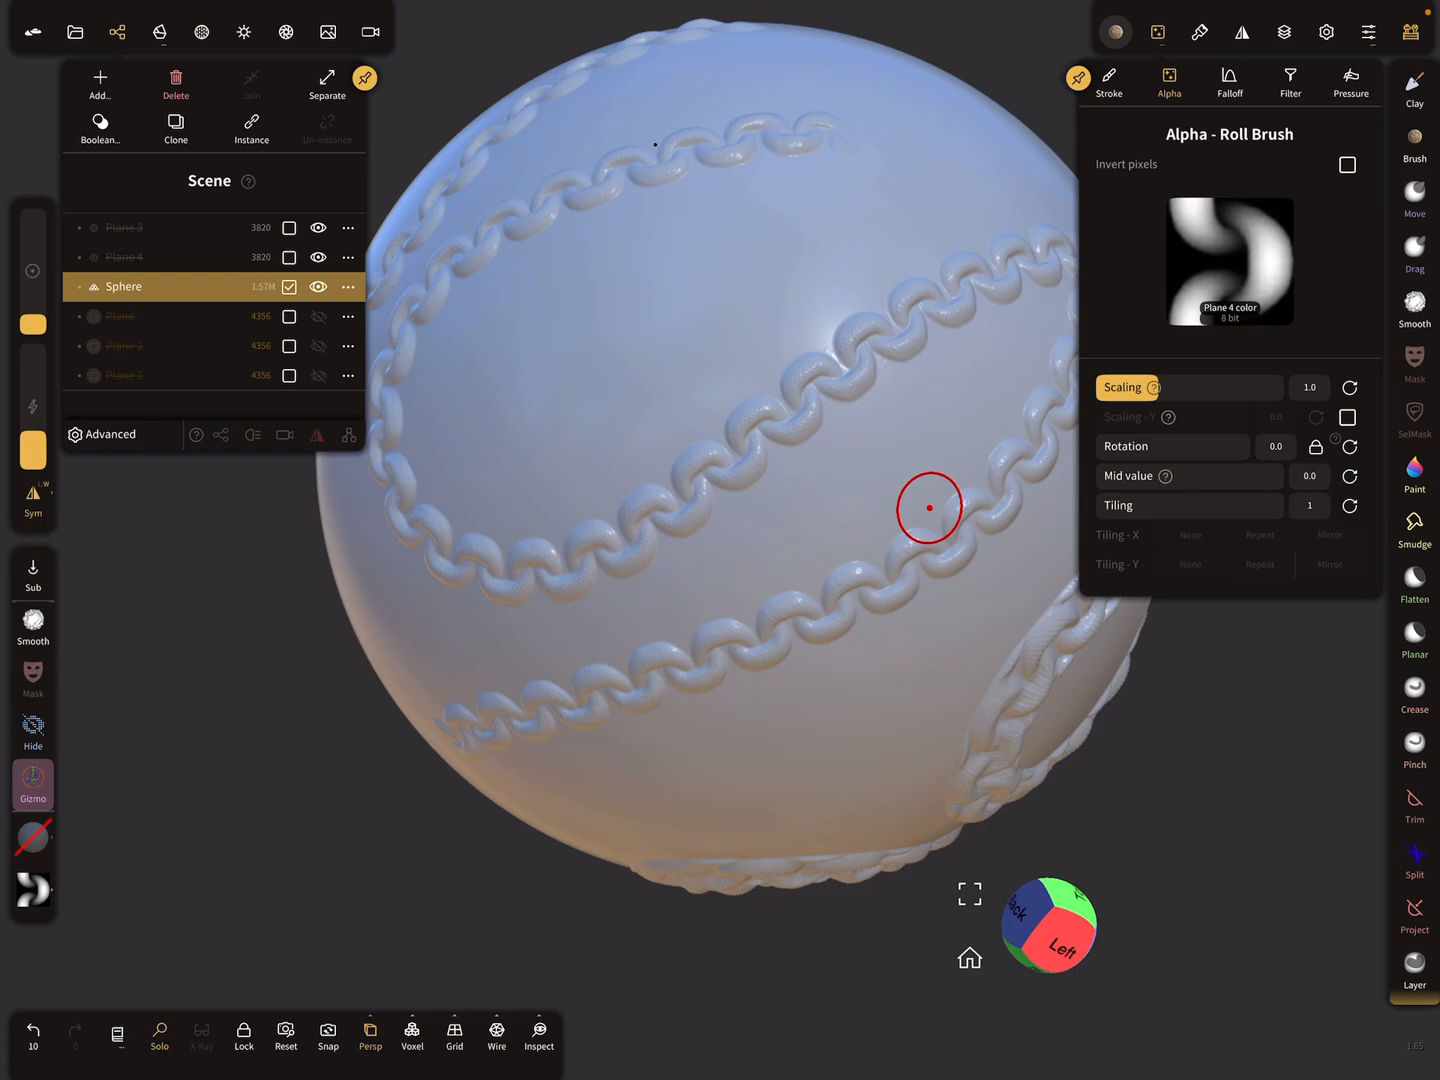 Add...
Delete
Join
Separate
Boolean...
Clone
Instance
Un-instance
Scene ?
Plane 3 3820
Plane 4 3820
Sphere 1.57M
Plane 4356
Plane 2 4356
Plane 1 4356
Advanced ?
L/W
Sym
Sub
Smooth
Mask
Hide
Gizmo
10
0
Solo
X-Ray
Lock
Reset
Snap
Persp
Voxel
Grid
Wire
Inspect
Left
Stroke
Alpha
Falloff
Filter
Pressure
Alpha - Roll Brush
Invert pixels
Plane 4 color
8 bit
Scaling ? 1.0
Scaling - Y ? 0.0
Rotation 0.0 ?
Mid value ? 0.0
Tiling 1
Tiling - X None Repeat Mirror
Tiling - Y None Repeat Mirror
Clay
Brush
Move
Drag
Smooth
Mask
SelMask
Paint
Smudge
Flatten
Planar
Crease
Pinch
Trim
Split
Project
Layer
1.85